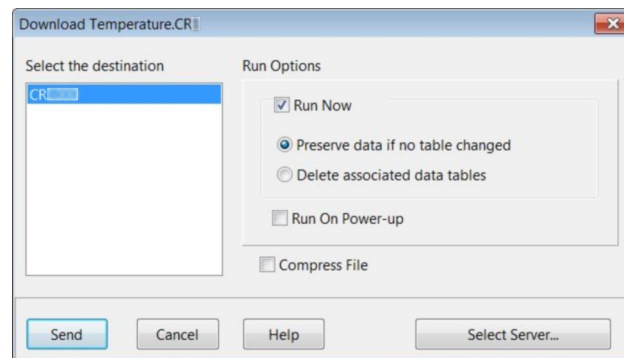 Download Temperature.CR
Select the destination
CR
Run Options
Run Now
Preserve data if no table changed
Delete associated data tables
Run On Power-up
Compress File
Send
Cancel
Help
Select Server...